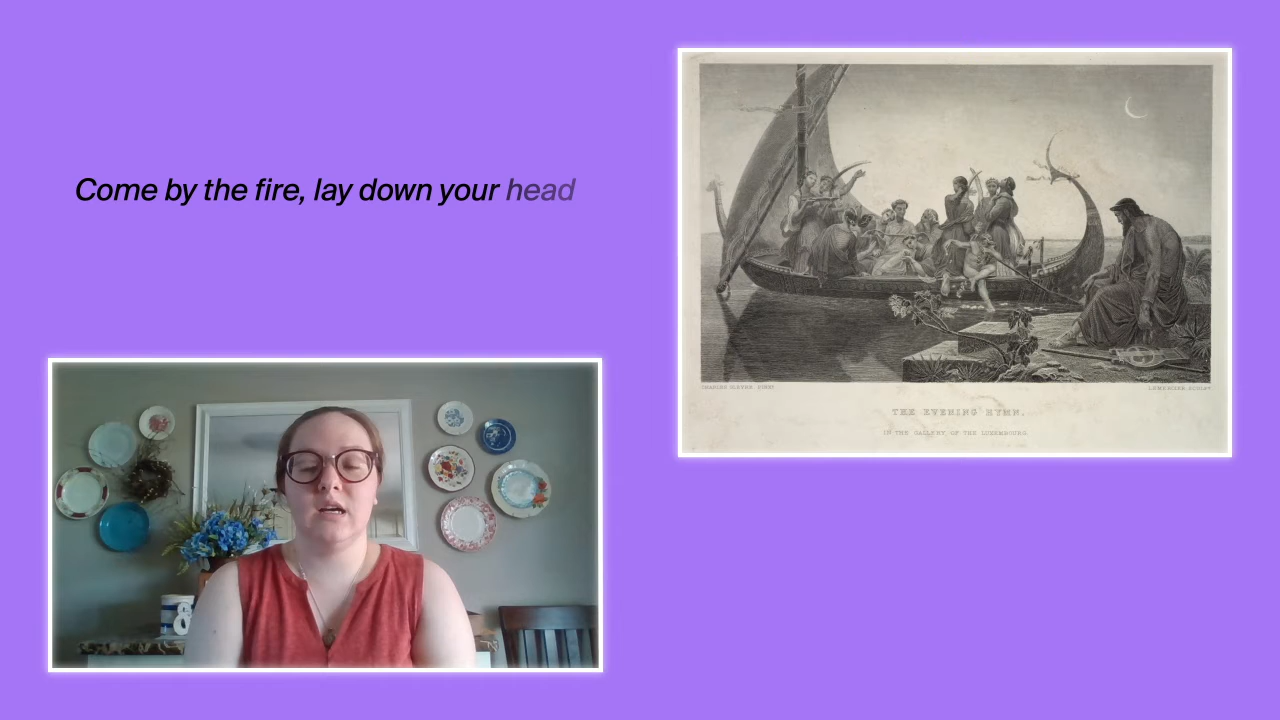 Come by the fire, lay down your head
&
THE EVENING HYMN.
IN THE GALLERY OF THE LUXEMBOURG